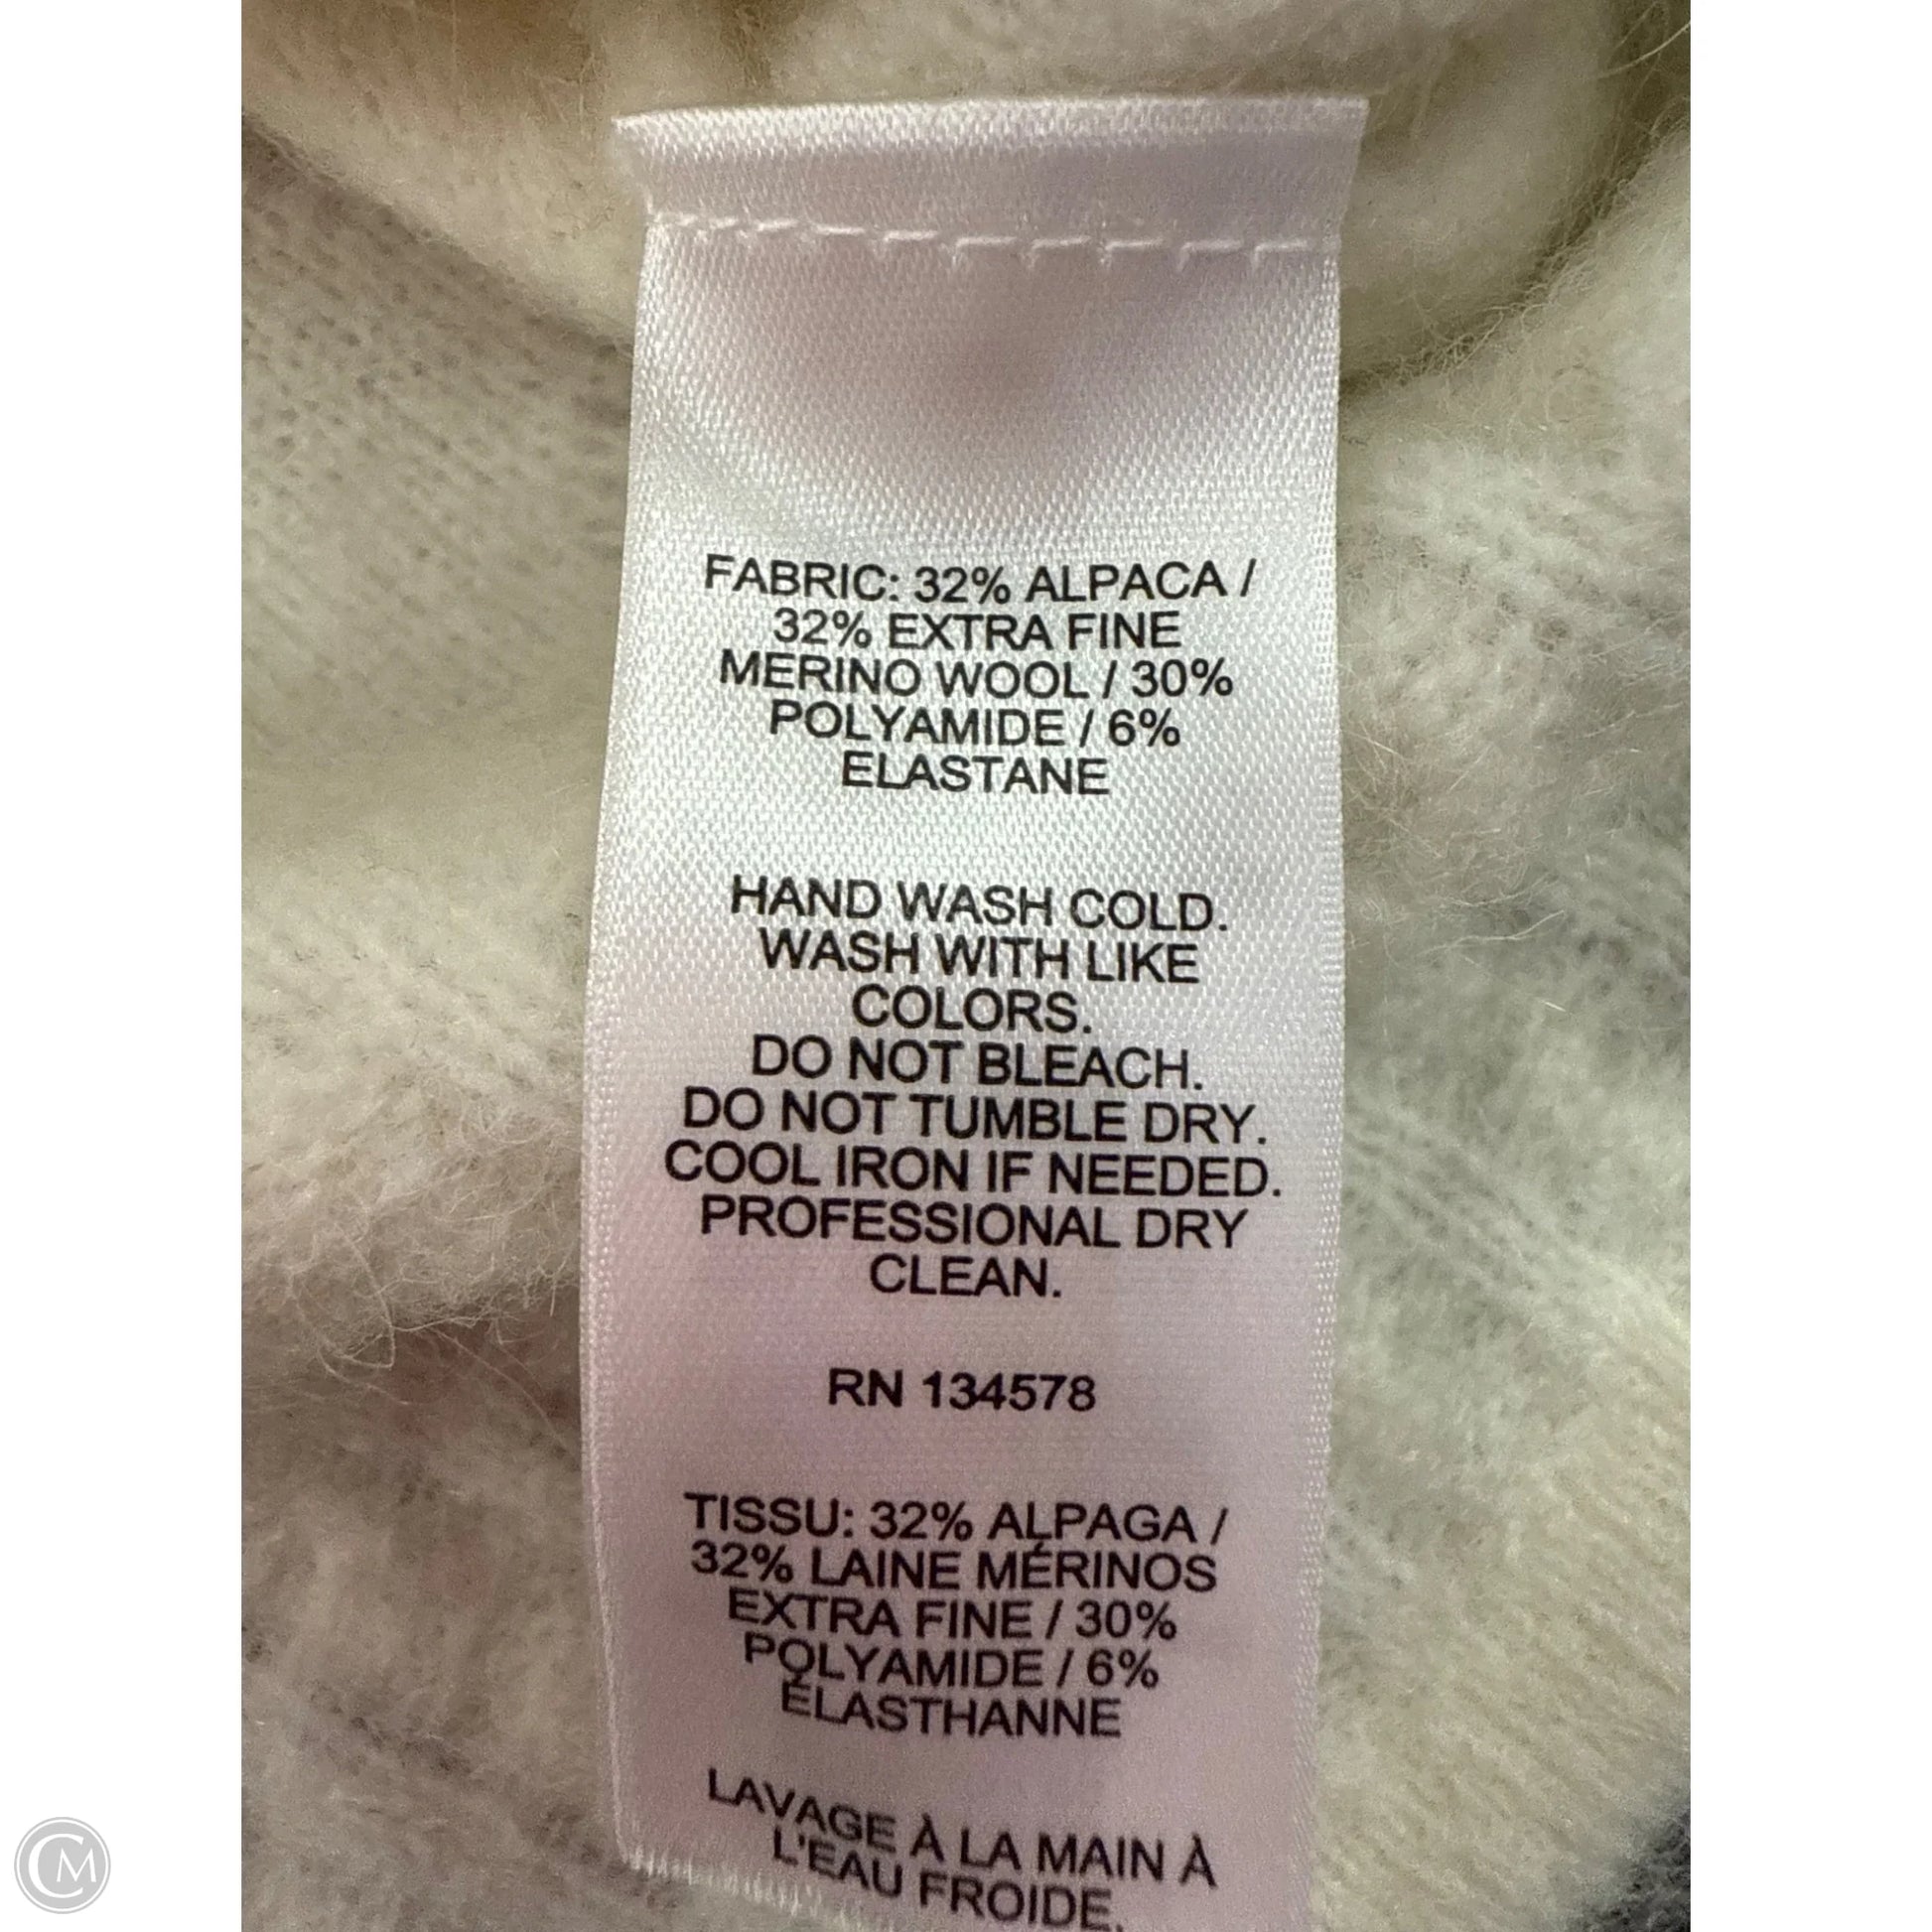 FABRIC: 32% ALPACA /
32% EXTRA FINE
MERINO WOOL / 30%
POLYAMIDE / 6%
ELASTANE
HAND WASH COLD.
WASH WITH LIKE
COLORS.
DO NOT BLEACH.
DO NOT TUMBLE DRY.
COOL IRON IF NEEDED.
PROFESSIONAL DRY
CLEAN.
RN 134578
TISSU: 32% ALPAGA /
32% LAINE MÉRINOS
EXTRA FINE / 30%
POLYAMIDE / 6%
ÉLASTHANNE
LAVAGE À LA MAIN À
L'EAU FROIDE.
CM